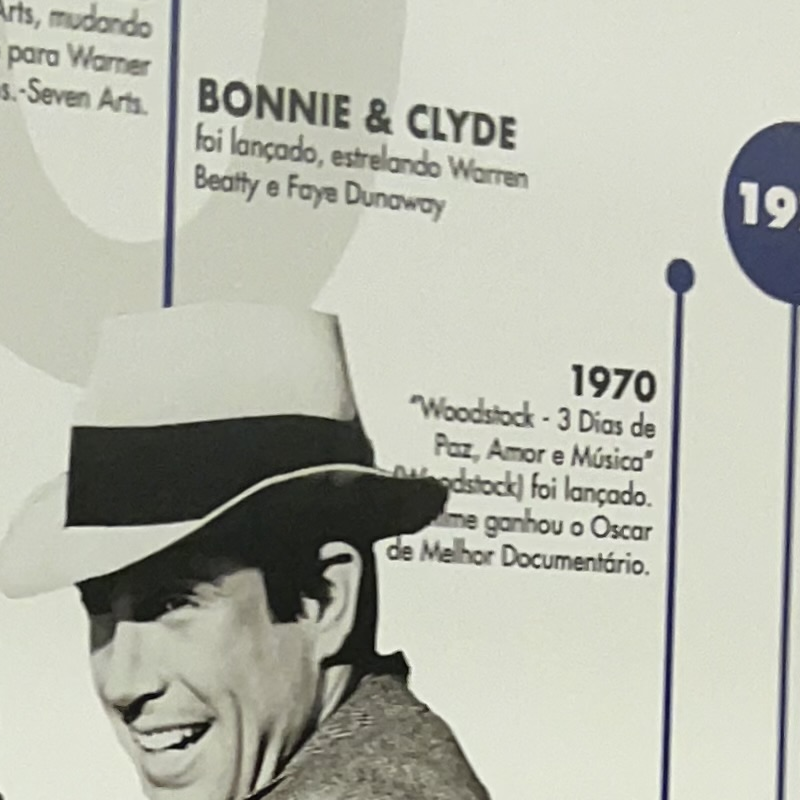 Arts, mudando
para Warner
s.-Seven Arts.
BONNIE & CLYDE
foi lançado, estrelando Warren
Beatty e Faye Dunaway
19
1970
"Woodstock - 3 Dias de
Paz, Amor e Música"
(Woodstock) foi lançado.
ganhou o Oscar
de Melhor Documentário.